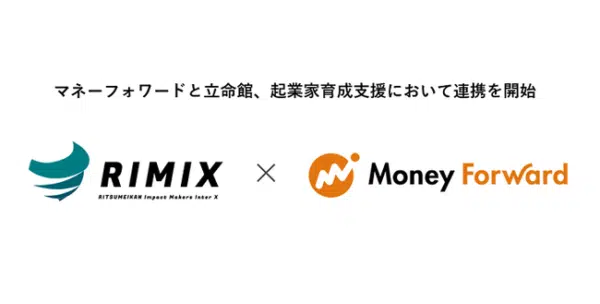 マネーフォワードと立命館、起業家育成支援において連携を開始
RIMIX
RITSUMEIKAN Impact Makers Inter X
×
Money Forward